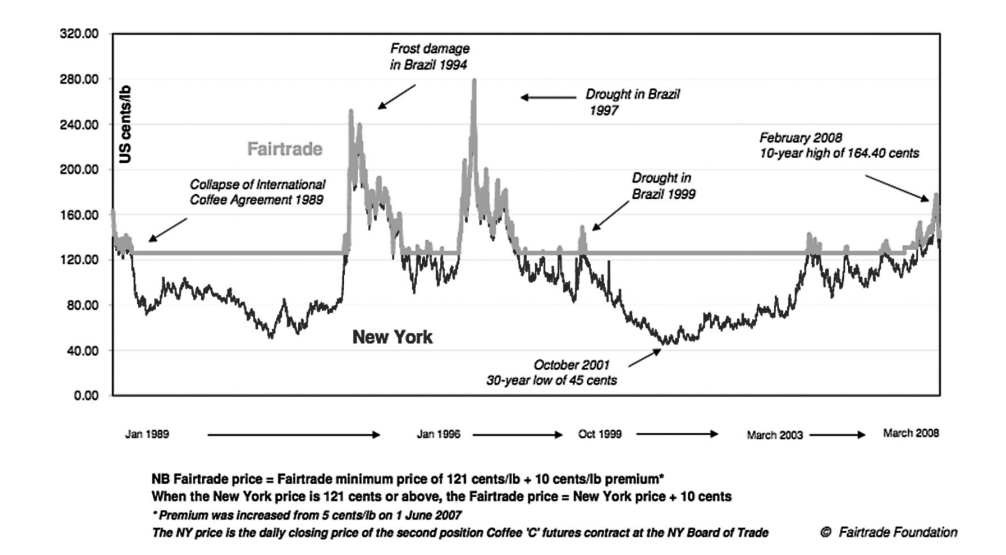 320.00
280.00
240.00
200.00
160.00
120.00
80.00
40.00
0.00
US cents/lb
Frost damage
in Brazil 1994
Drought in Brazil
1997
February 2008
10-year high of 164.40 cents
Fairtrade
Collapse of International
Coffee Agreement 1989
Drought in
Brazil 1999
New York
October 2001
30-year low of 45 cents
Jan 1989
Jan 1996
Oct 1999
March 2003
March 2008
NB Fairtrade price = Fairtrade minimum price of 121 cents/lb + 10 cents/lb premium*
When the New York price is 121 cents or above, the Fairtrade price = New York price + 10 cents
* Premium was increased from 5 cents/lb on 1 June 2007
The NY price is the daily closing price of the second position Coffee 'C' futures contract at the NY Board of Trade
© Fairtrade Foundation